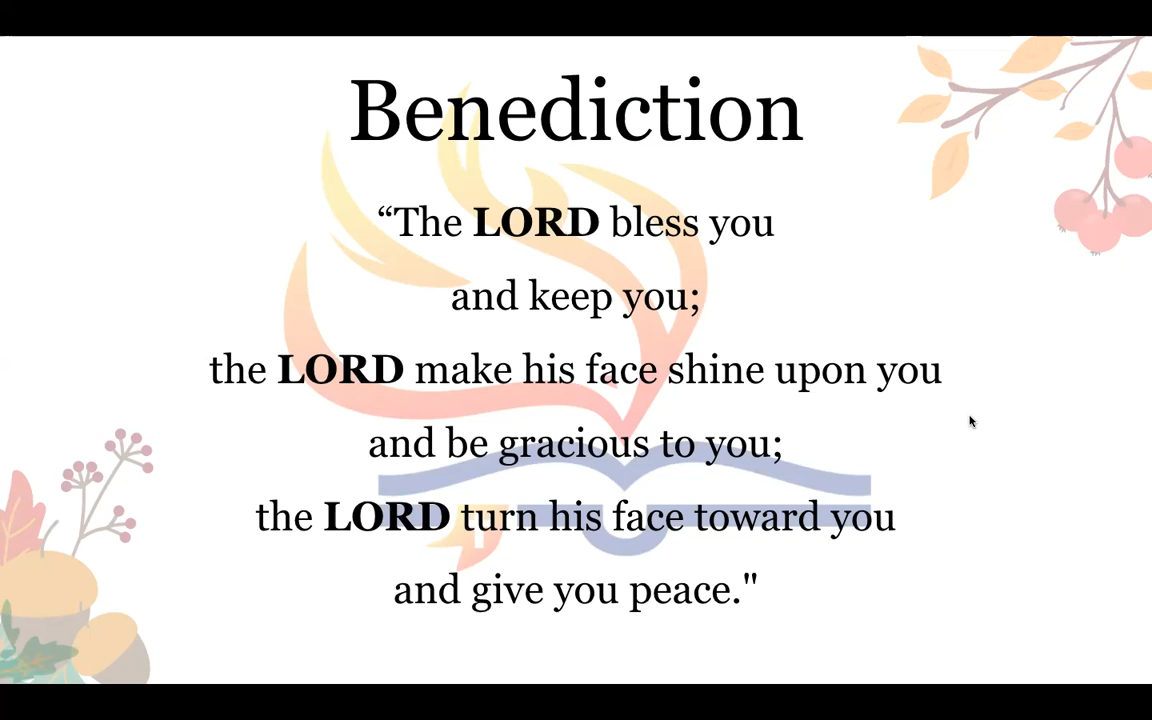 Benediction
“The LORD bless you
and keep you;
the LORD make his face shine upon you
and be gracious to you;
the LORD turn his face toward you
and give you peace."